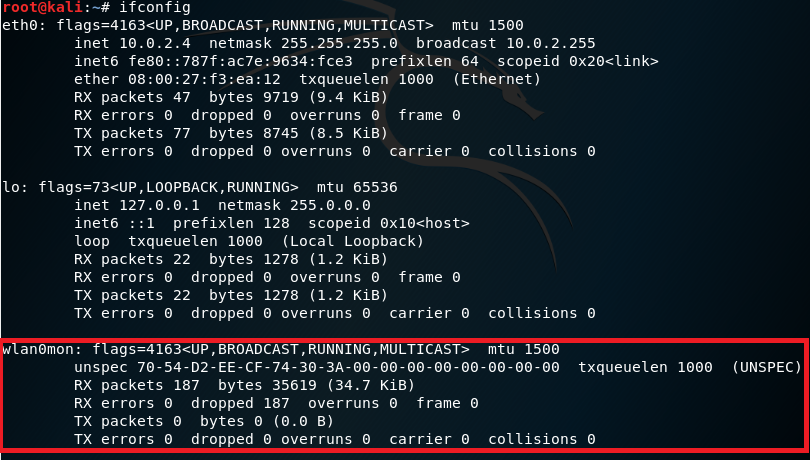 root@kali:~# ifconfig
eth0: flags=4163<UP,BROADCAST,RUNNING,MULTICAST>  mtu 1500
        inet 10.0.2.4  netmask 255.255.255.0  broadcast 10.0.2.255
        inet6 fe80::787f:ac7e:9634:fce3  prefixlen 64  scopeid 0x20<link>
        ether 08:00:27:f3:ea:12  txqueuelen 1000  (Ethernet)
        RX packets 47  bytes 9719 (9.4 KiB)
        RX errors 0  dropped 0  overruns 0  frame 0
        TX packets 77  bytes 8745 (8.5 KiB)
        TX errors 0  dropped 0 overruns 0  carrier 0  collisions 0

lo: flags=73<UP,LOOPBACK,RUNNING>  mtu 65536
        inet 127.0.0.1  netmask 255.0.0.0
        inet6 ::1  prefixlen 128  scopeid 0x10<host>
        loop  txqueuelen 1000  (Local Loopback)
        RX packets 22  bytes 1278 (1.2 KiB)
        RX errors 0  dropped 0  overruns 0  frame 0
        TX packets 22  bytes 1278 (1.2 KiB)
        TX errors 0  dropped 0 overruns 0  carrier 0  collisions 0

wlan0mon: flags=4163<UP,BROADCAST,RUNNING,MULTICAST>  mtu 1500
        unspec 70-54-D2-EE-CF-74-30-3A-00-00-00-00-00-00-00-00  txqueuelen 1000  (UNSPEC)
        RX packets 187  bytes 35619 (34.7 KiB)
        RX errors 0  dropped 187  overruns 0  frame 0
        TX packets 0  bytes 0 (0.0 B)
        TX errors 0  dropped 0 overruns 0  carrier 0  collisions 0